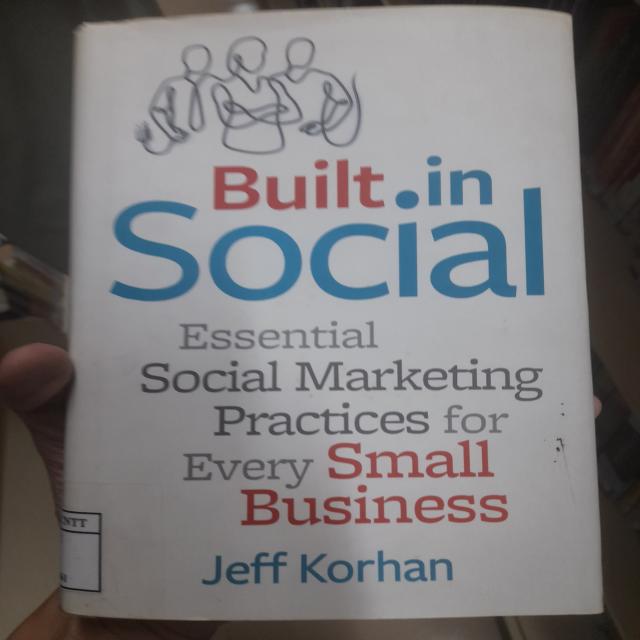 Built in
Social
Essential
Social Marketing
Practices for
Every Small
Business
Jeff Korhan